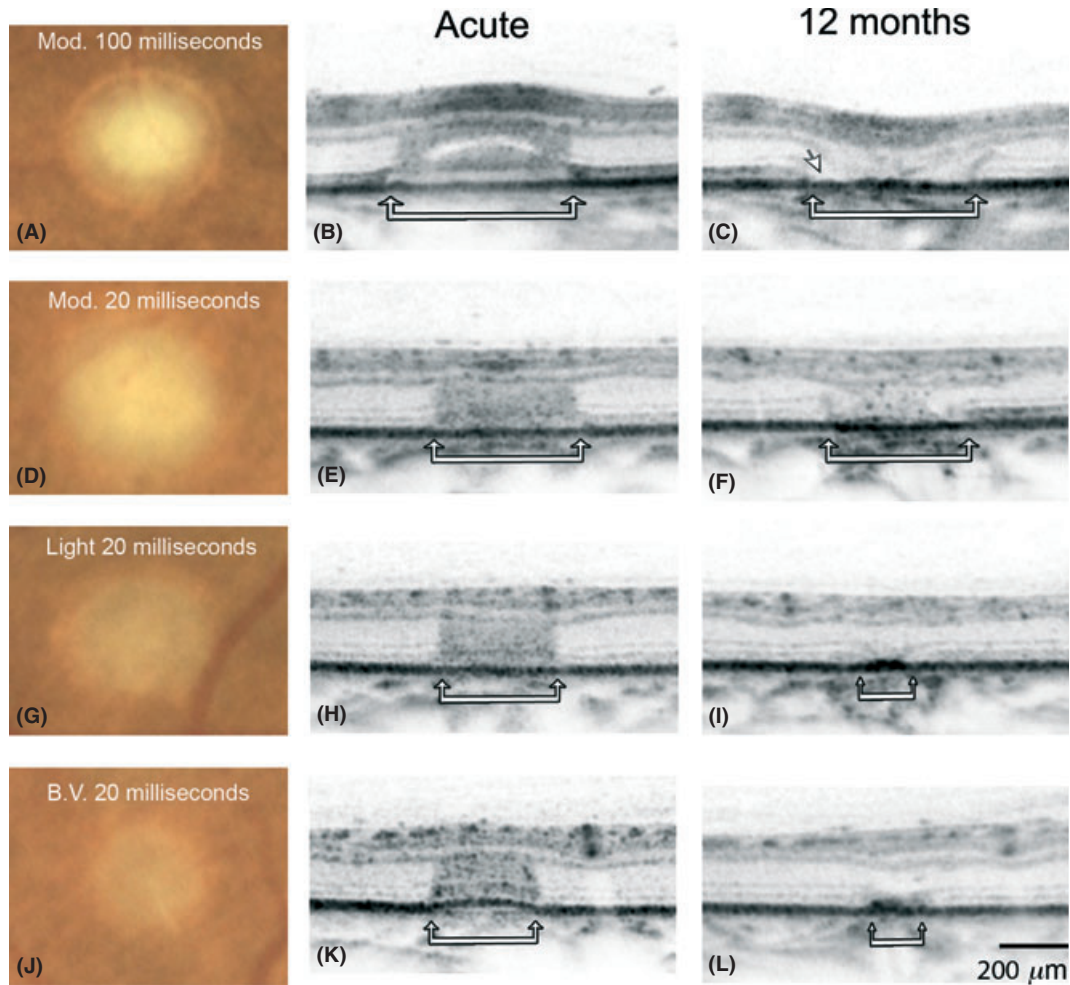 Acute
12 months
Mod. 100 milliseconds
(A)
(B)
(C)
Mod. 20 milliseconds
(D)
(E)
(F)
Light 20 milliseconds
(G)
(H)
(I)
B.V. 20 milliseconds
(J)
(K)
(L)
200 µm